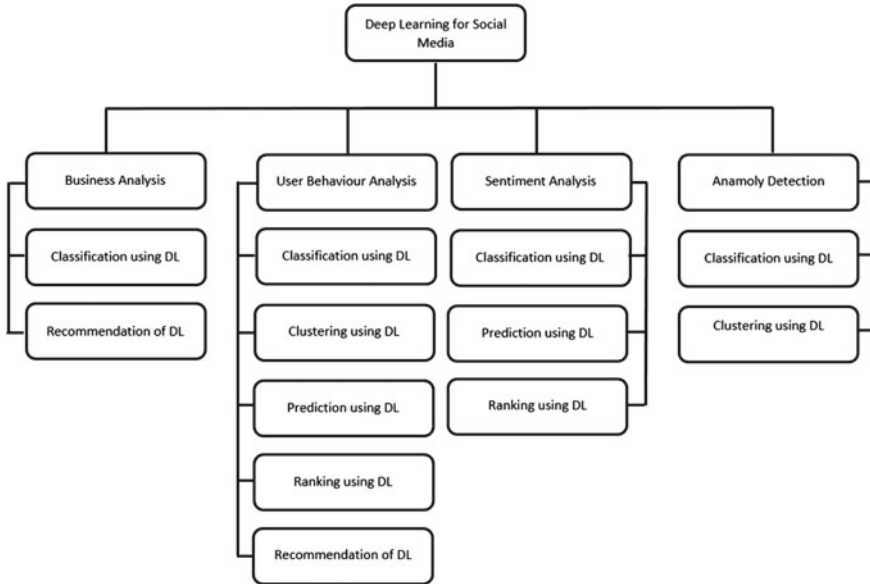 Deep Learning for Social
Media
Business Analysis
Classification using DL
Recommendation of DL
User Behaviour Analysis
Classification using DL
Clustering using DL
Prediction using DL
Ranking using DL
Recommendation of DL
Sentiment Analysis
Classification using DL
Prediction using DL
Ranking using DL
Anamoly Detection
Classification using DL
Clustering using DL